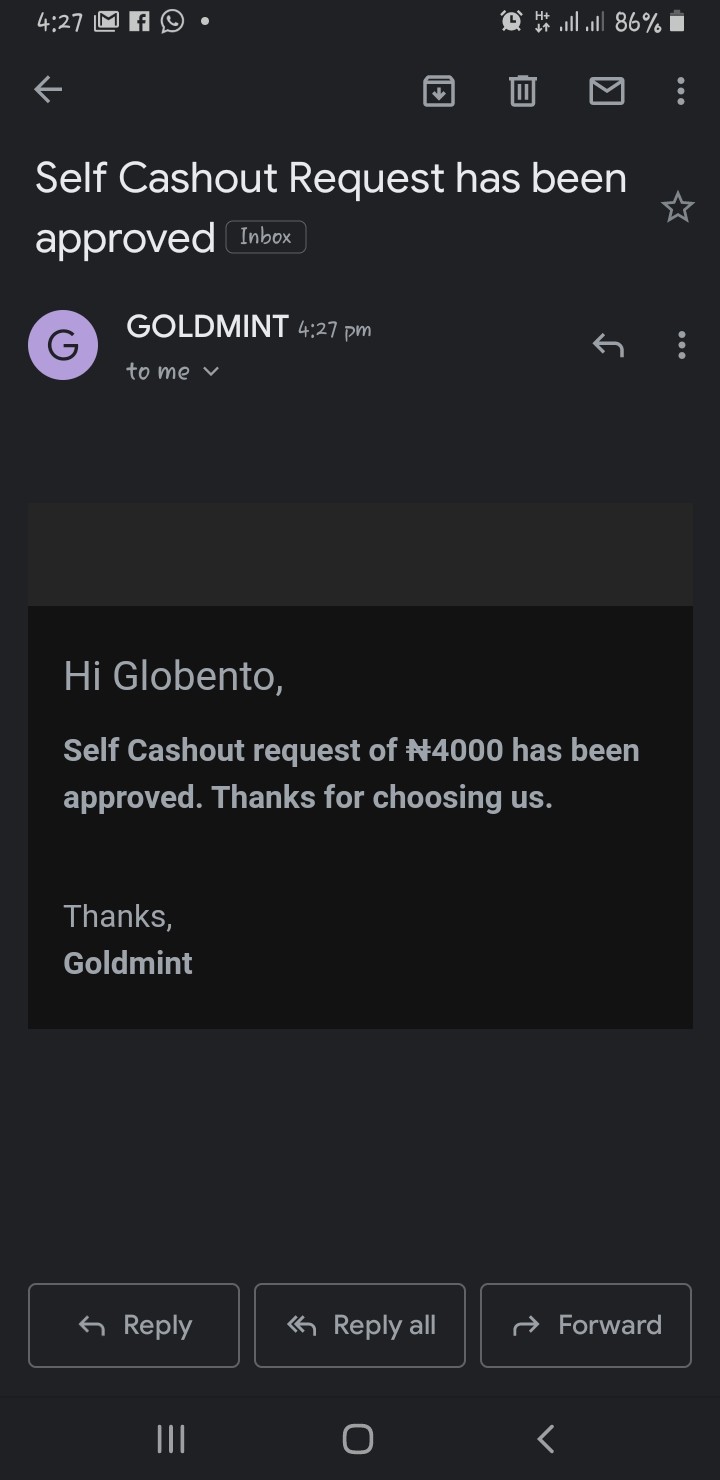 4:27 86%
Self Cashout Request has been
approved Inbox
G GOLDMINT 4:27 pm
to me
Hi Globento,
Self Cashout request of ₦4000 has been
approved. Thanks for choosing us.
Thanks,
Goldmint
Reply Reply all Forward